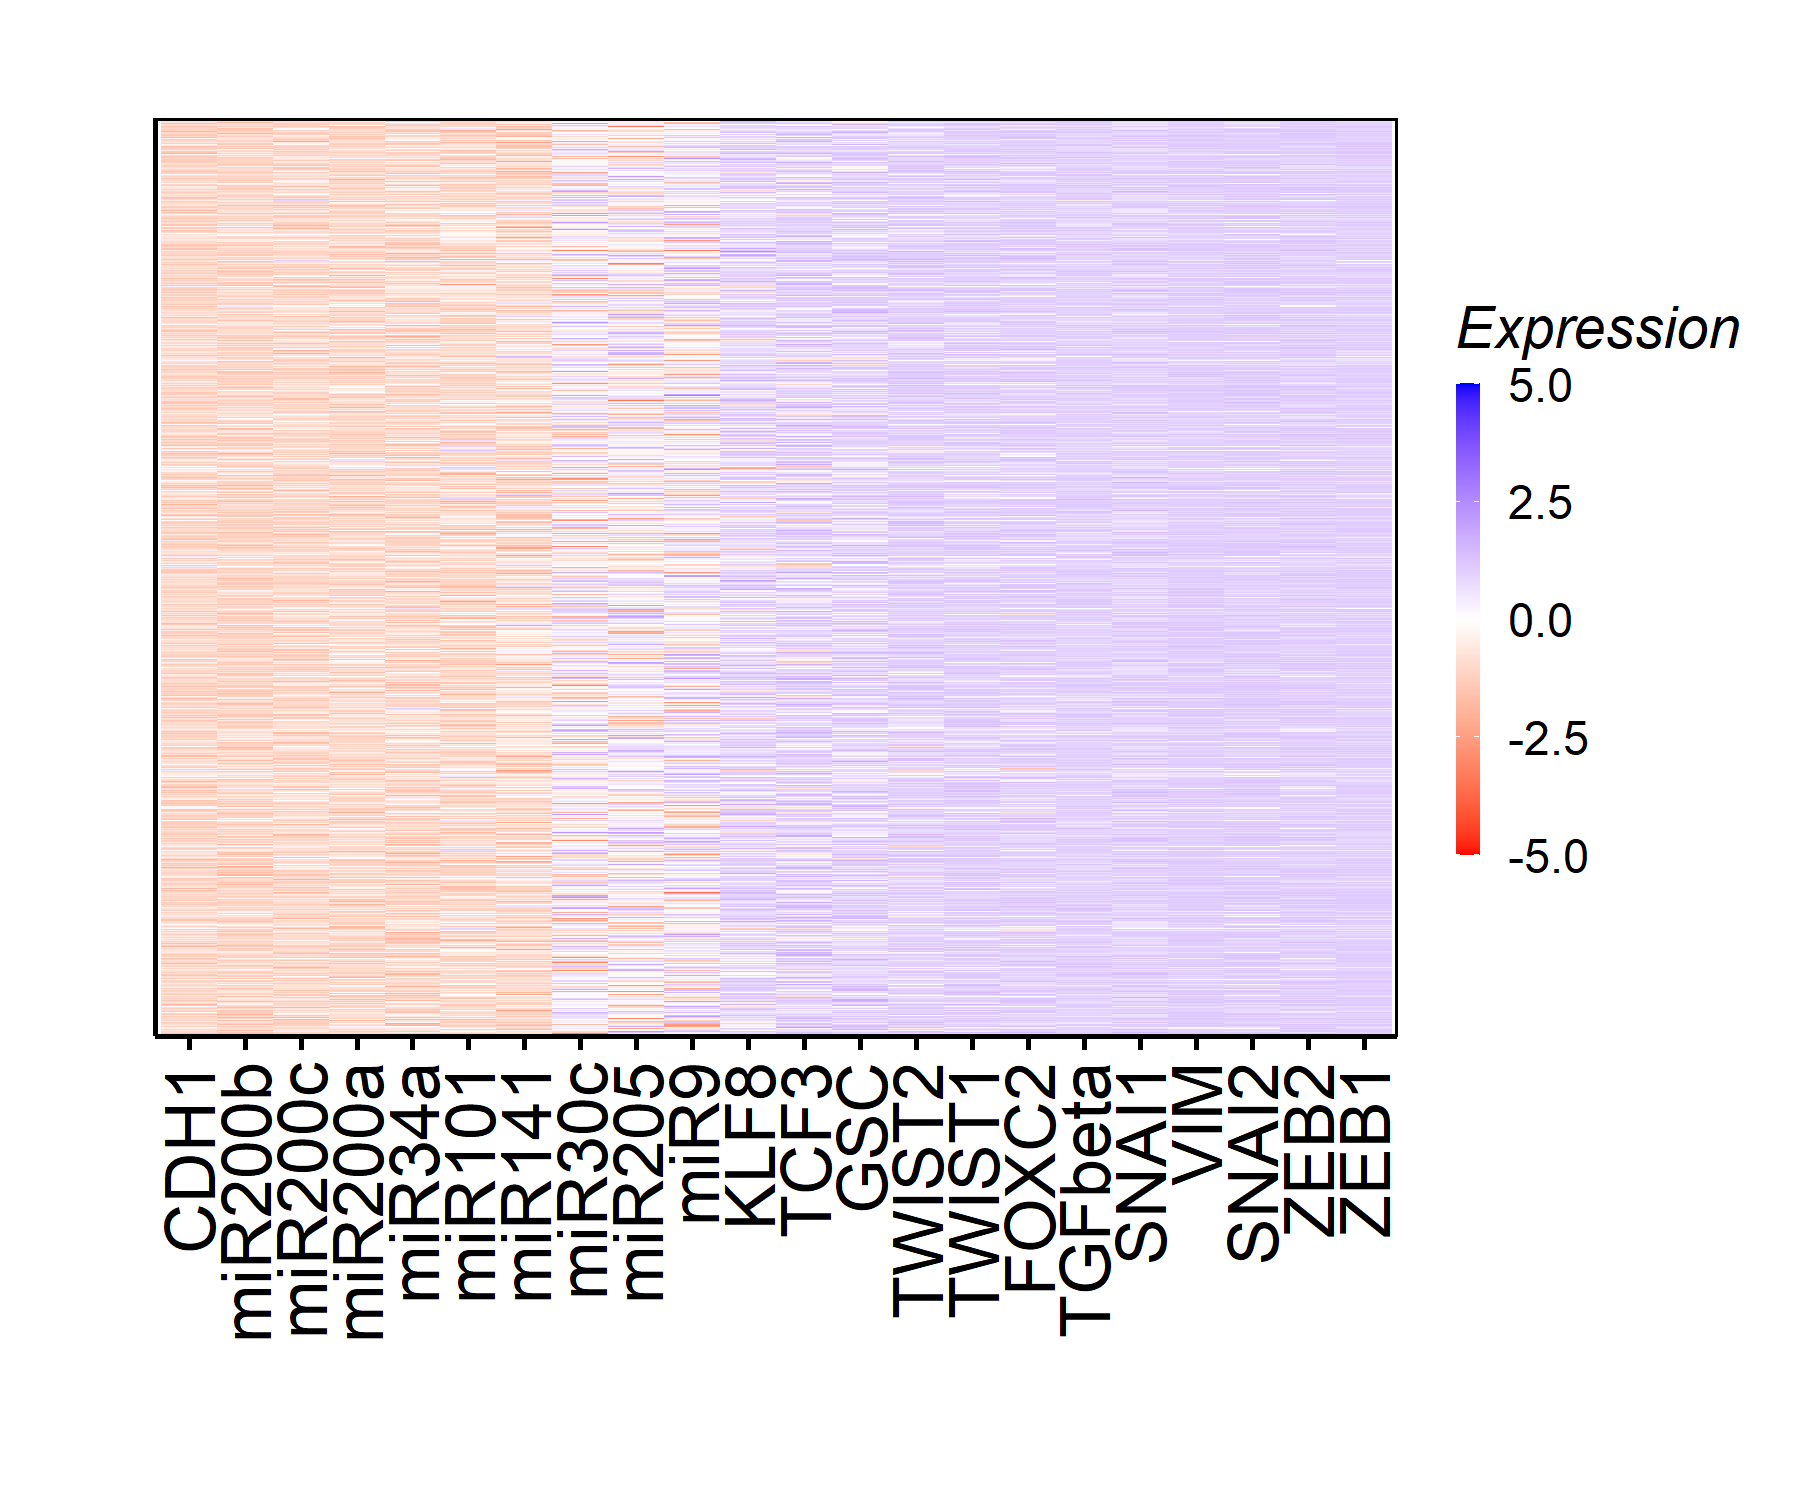 Expression
5.0
2.5
0.0
-2.5
-5.0
CDH1
miR200b
miR200c
miR200a
miR34a
miR101
miR141
miR30c
miR205
miR9
KLF8
TCF3
GSC
TWIST2
TWIST1
FOXC2
TGFbeta
SNAI1
VIM
SNAI2
ZEB2
ZEB1